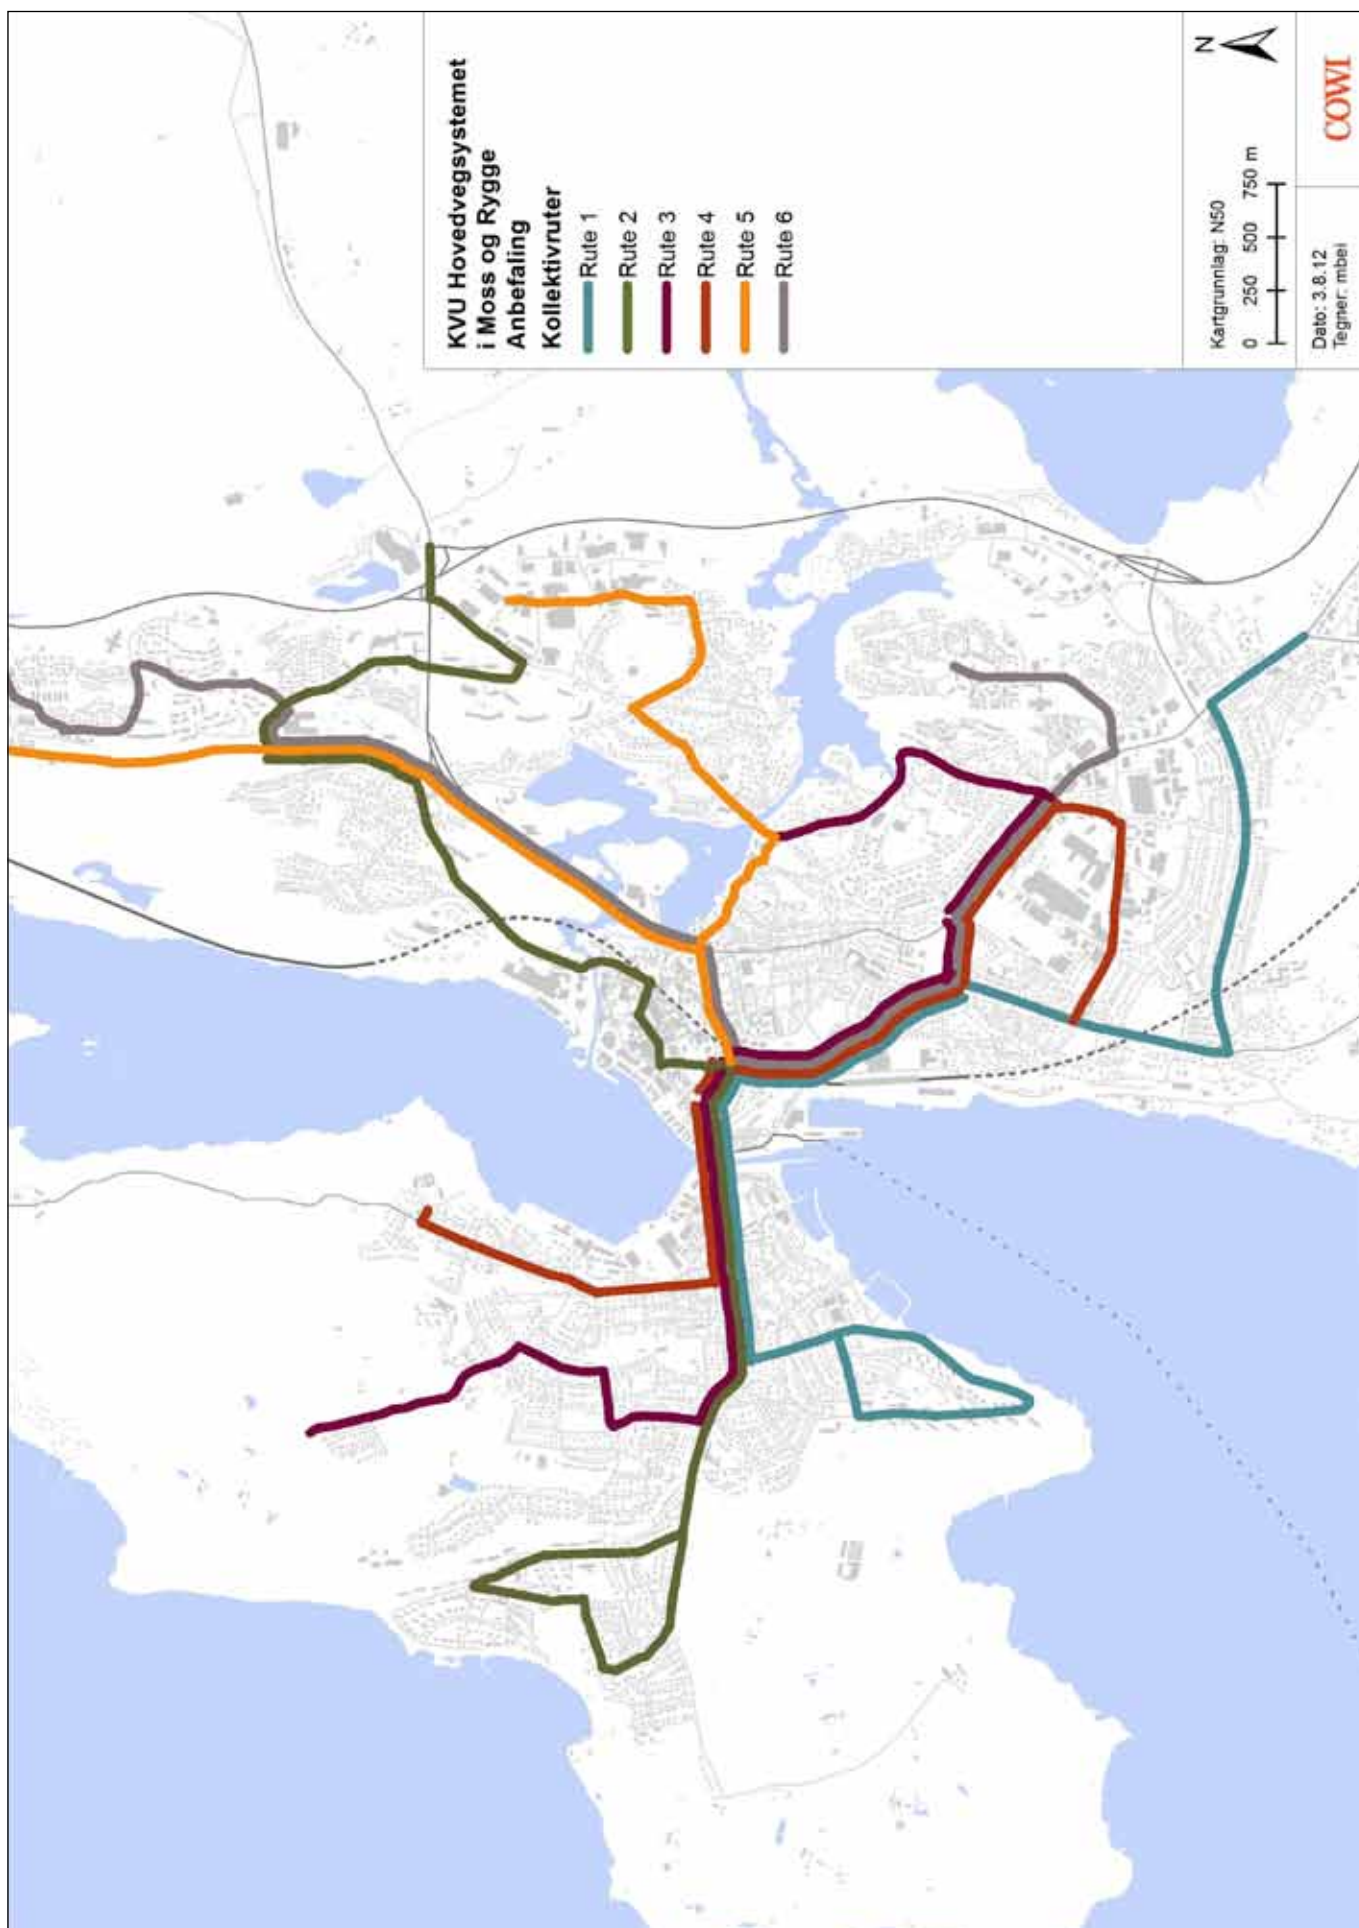 KVU Hovedvegsystemet
i Moss og Rygge
Anbefaling
Kollektivruter
Rute 1
Rute 2
Rute 3
Rute 4
Rute 5
Rute 6
N
Kartgrunnlag: N50
0 250 500 750 m
Dato: 3.8.12
Tegner: mbei
COWI